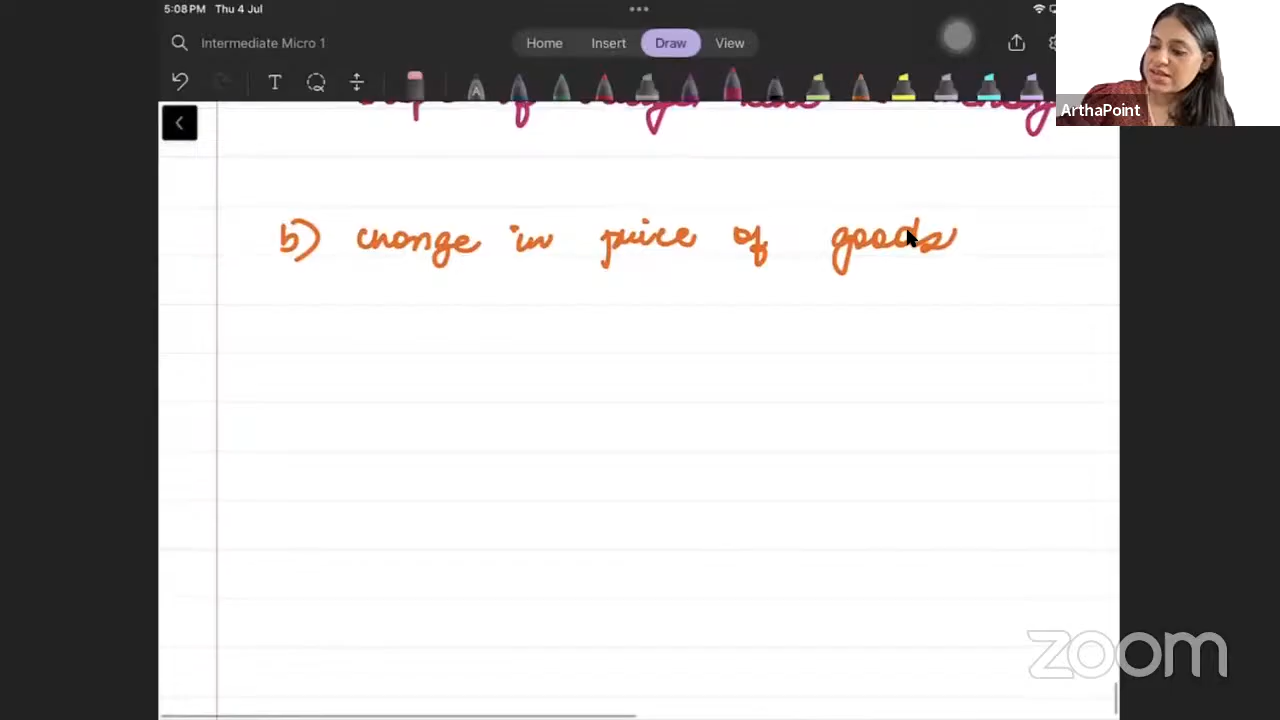 5:08 PM Thu 4 Jul
Intermediate Micro 1
Home Insert Draw View
T
ArthaPoint
of
b) change in price of goods
zoom